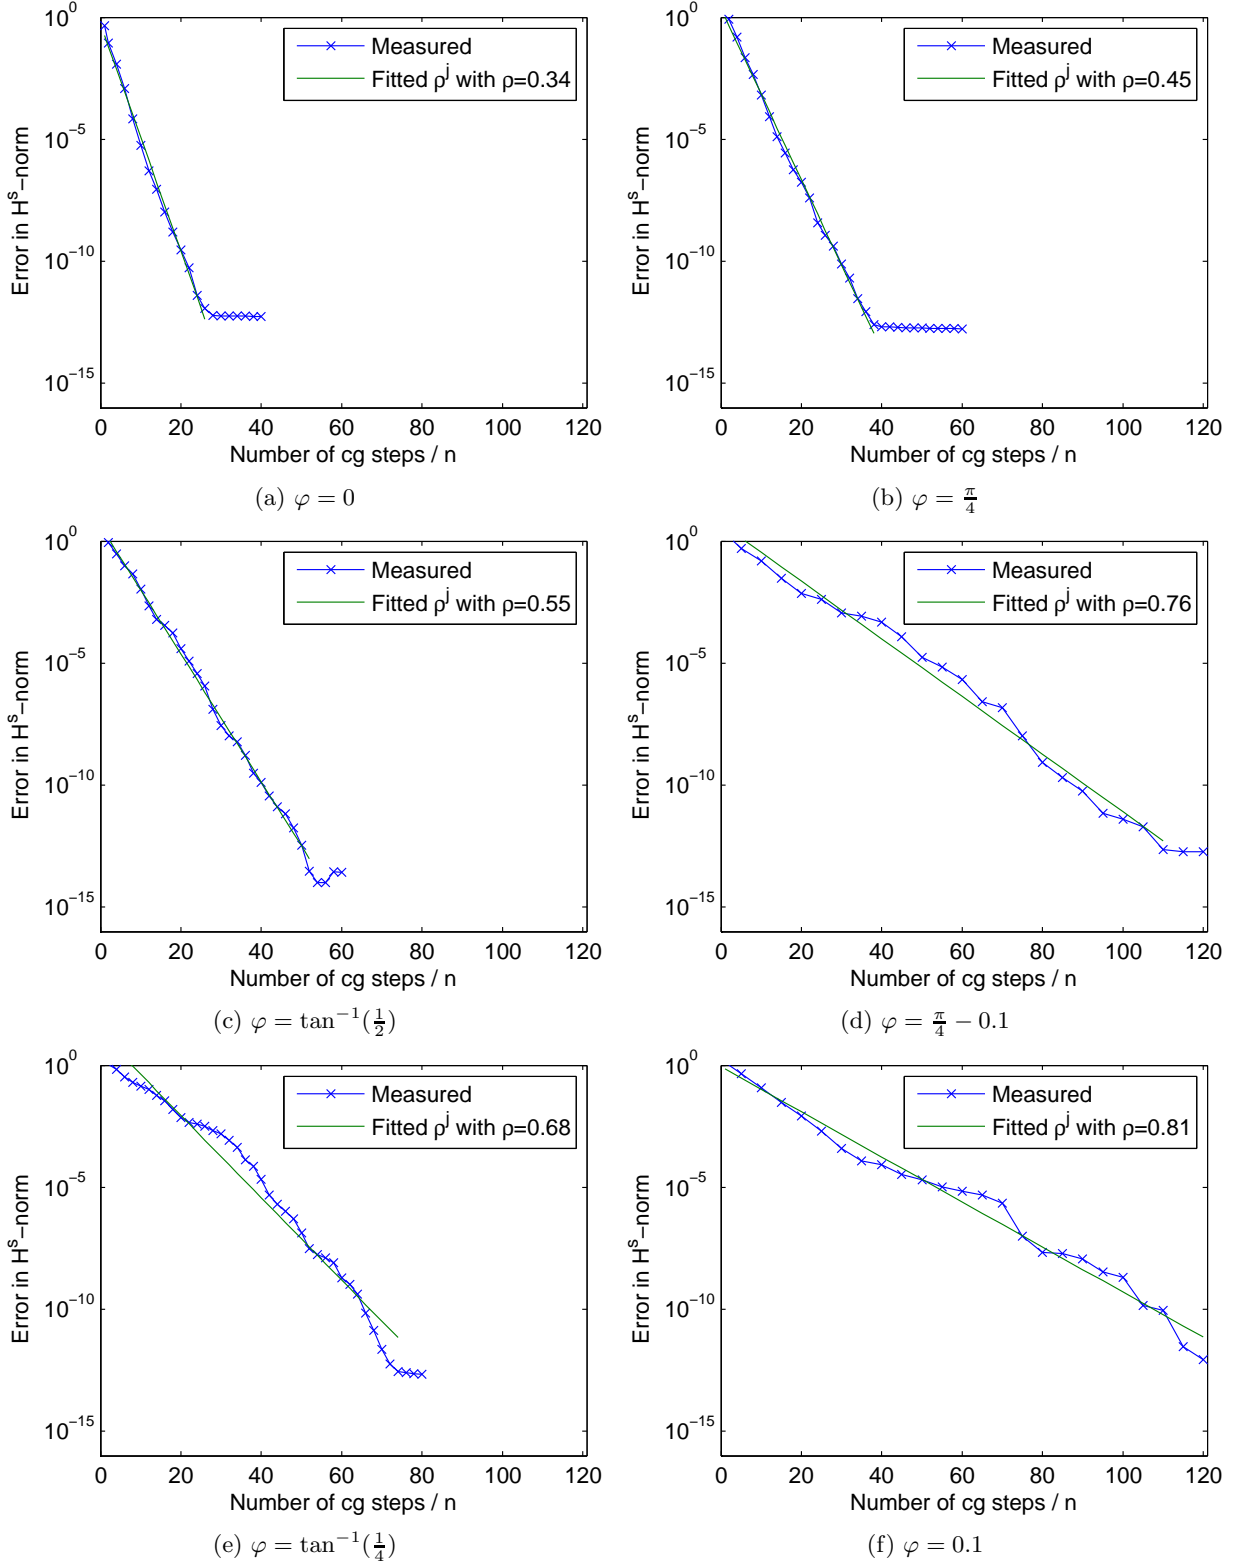 10^0
10^−5
10^−10
10^−15
Error in H^s−norm
0 20 40 60 80 100 120
Number of cg steps / n
Measured
Fitted ρ^j with ρ=0.34
(a) φ = 0
10^0
10^−5
10^−10
10^−15
Error in H^s−norm
0 20 40 60 80 100 120
Number of cg steps / n
Measured
Fitted ρ^j with ρ=0.45
(b) φ = π/4
10^0
10^−5
10^−10
10^−15
Error in H^s−norm
0 20 40 60 80 100 120
Number of cg steps / n
Measured
Fitted ρ^j with ρ=0.55
(c) φ = tan^−1(1/2)
10^0
10^−5
10^−10
10^−15
Error in H^s−norm
0 20 40 60 80 100 120
Number of cg steps / n
Measured
Fitted ρ^j with ρ=0.76
(d) φ = π/4 − 0.1
10^0
10^−5
10^−10
10^−15
Error in H^s−norm
0 20 40 60 80 100 120
Number of cg steps / n
Measured
Fitted ρ^j with ρ=0.68
(e) φ = tan^−1(1/4)
10^0
10^−5
10^−10
10^−15
Error in H^s−norm
0 20 40 60 80 100 120
Number of cg steps / n
Measured
Fitted ρ^j with ρ=0.81
(f) φ = 0.1